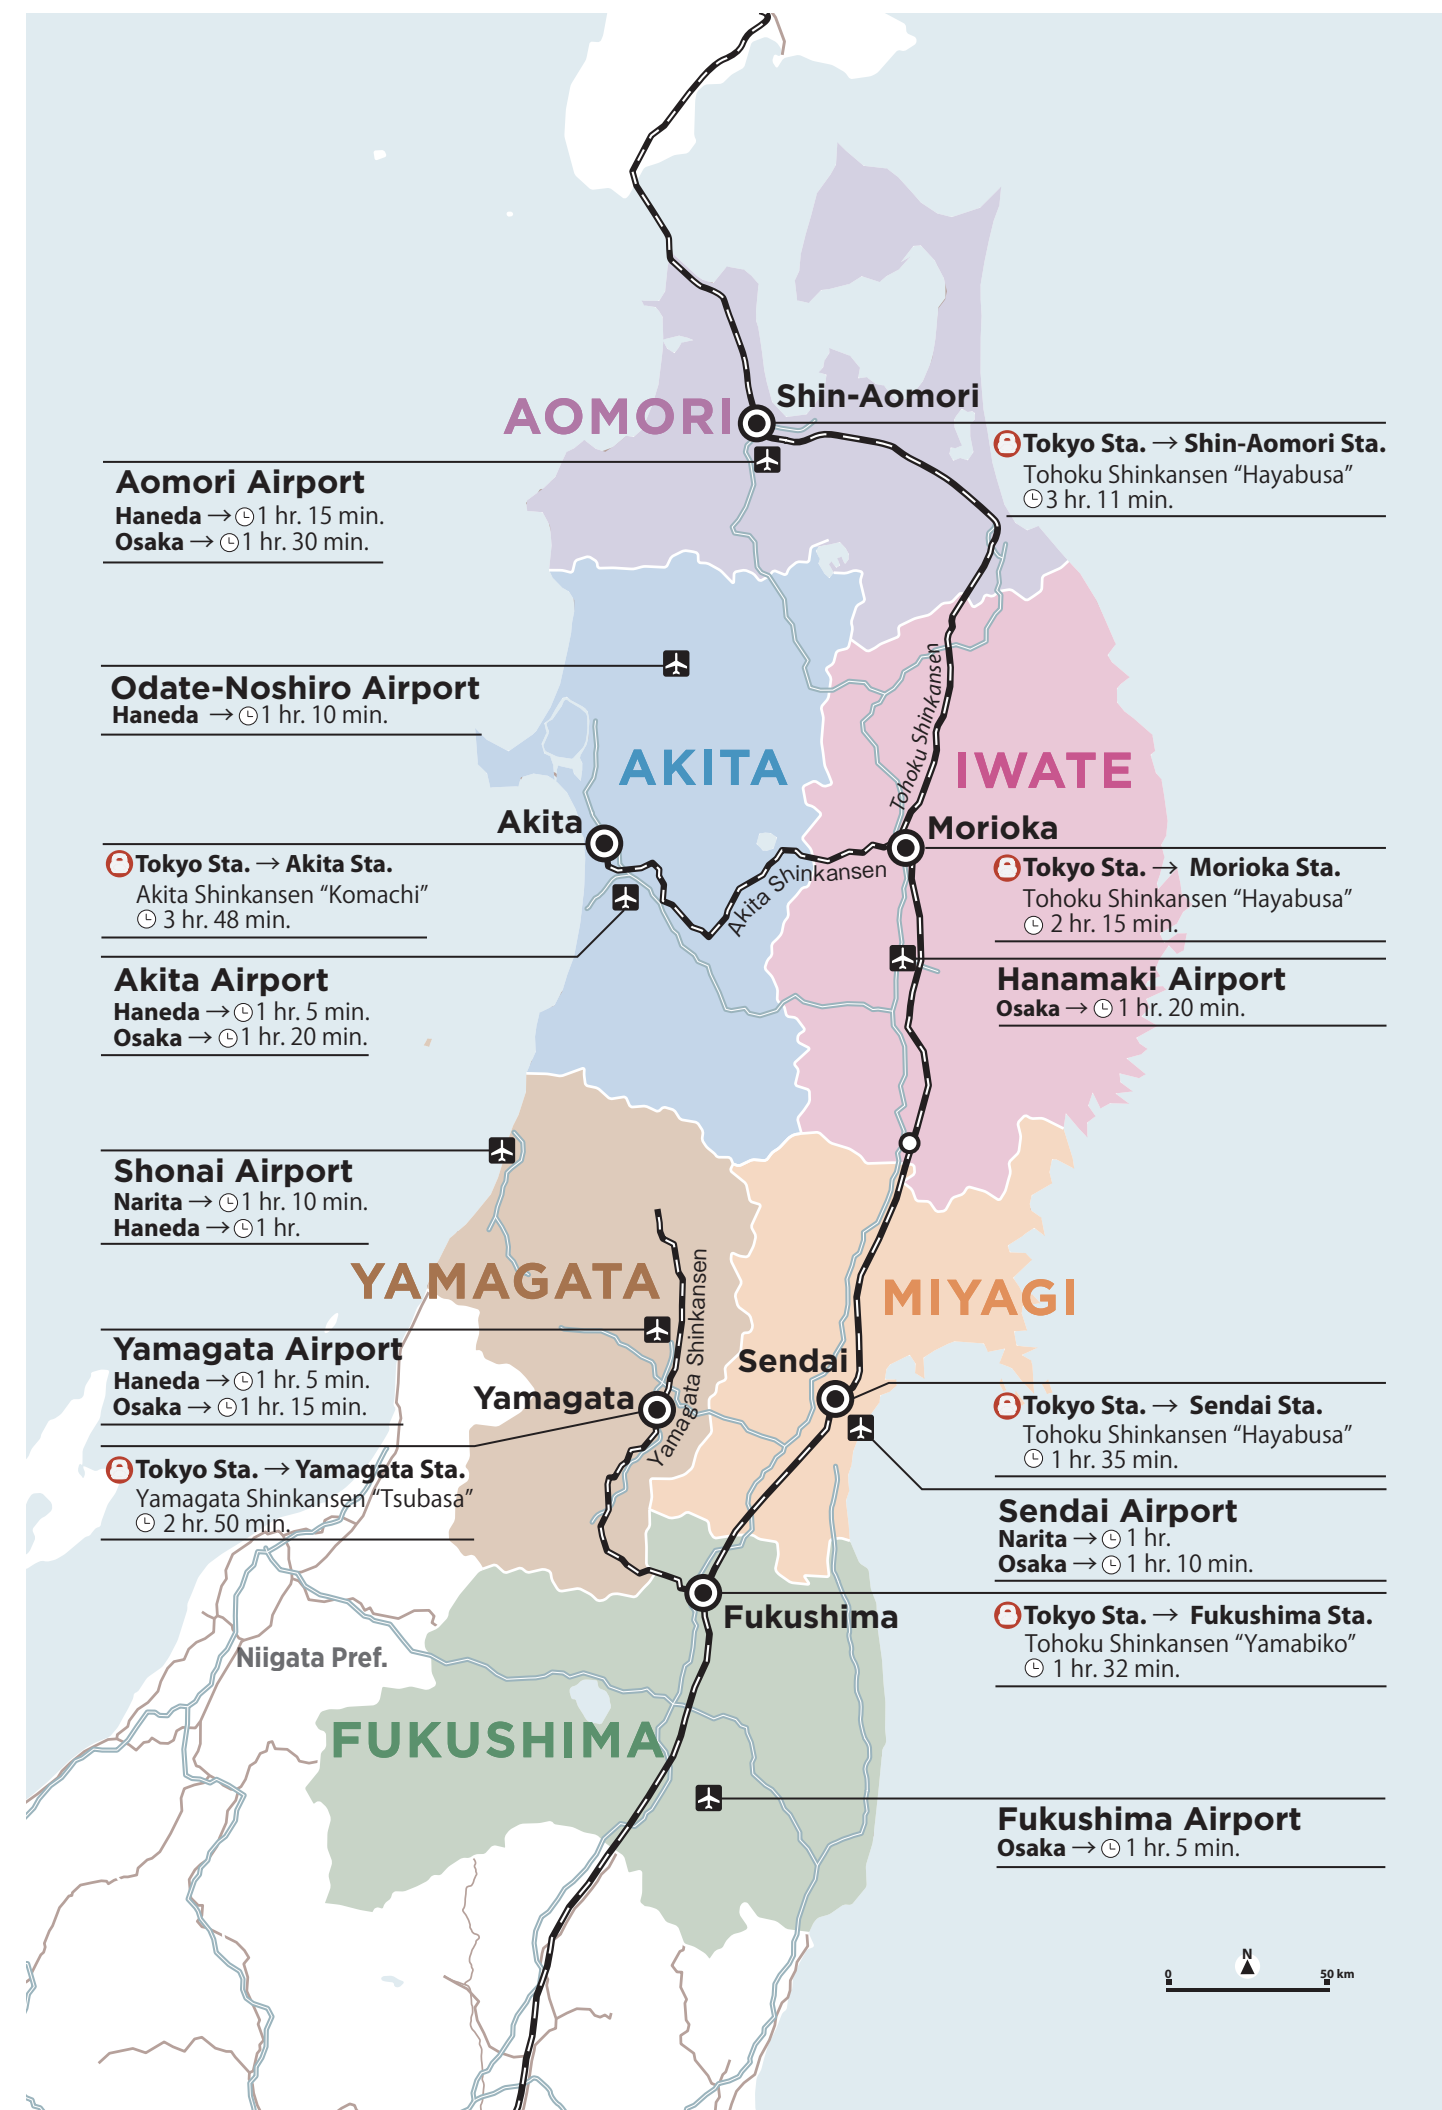 Shin-Aomori
AOMORI
Tokyo Sta. → Shin-Aomori Sta.
Tohoku Shinkansen “Hayabusa”
3 hr. 11 min.
Aomori Airport
Haneda → 1 hr. 15 min.
Osaka → 1 hr. 30 min.
Odate-Noshiro Airport
Haneda → 1 hr. 10 min.
Tohoku Shinkansen
AKITA
IWATE
Akita
Morioka
Tokyo Sta. → Akita Sta.
Akita Shinkansen “Komachi”
3 hr. 48 min.
Akita Shinkansen
Tokyo Sta. → Morioka Sta.
Tohoku Shinkansen “Hayabusa”
2 hr. 15 min.
Akita Airport
Haneda → 1 hr. 5 min.
Osaka → 1 hr. 20 min.
Hanamaki Airport
Osaka → 1 hr. 20 min.
Shonai Airport
Narita → 1 hr. 10 min.
Haneda → 1 hr.
YAMAGATA
MIYAGI
Yamagata Shinkansen
Yamagata Airport
Haneda → 1 hr. 5 min.
Osaka → 1 hr. 15 min.
Sendai
Yamagata
Tokyo Sta. → Sendai Sta.
Tohoku Shinkansen “Hayabusa”
1 hr. 35 min.
Tokyo Sta. → Yamagata Sta.
Yamagata Shinkansen “Tsubasa”
2 hr. 50 min.
Sendai Airport
Narita → 1 hr.
Osaka → 1 hr. 10 min.
Fukushima
Tokyo Sta. → Fukushima Sta.
Tohoku Shinkansen “Yamabiko”
1 hr. 32 min.
Niigata Pref.
FUKUSHIMA
Fukushima Airport
Osaka → 1 hr. 5 min.
N
0 50 km